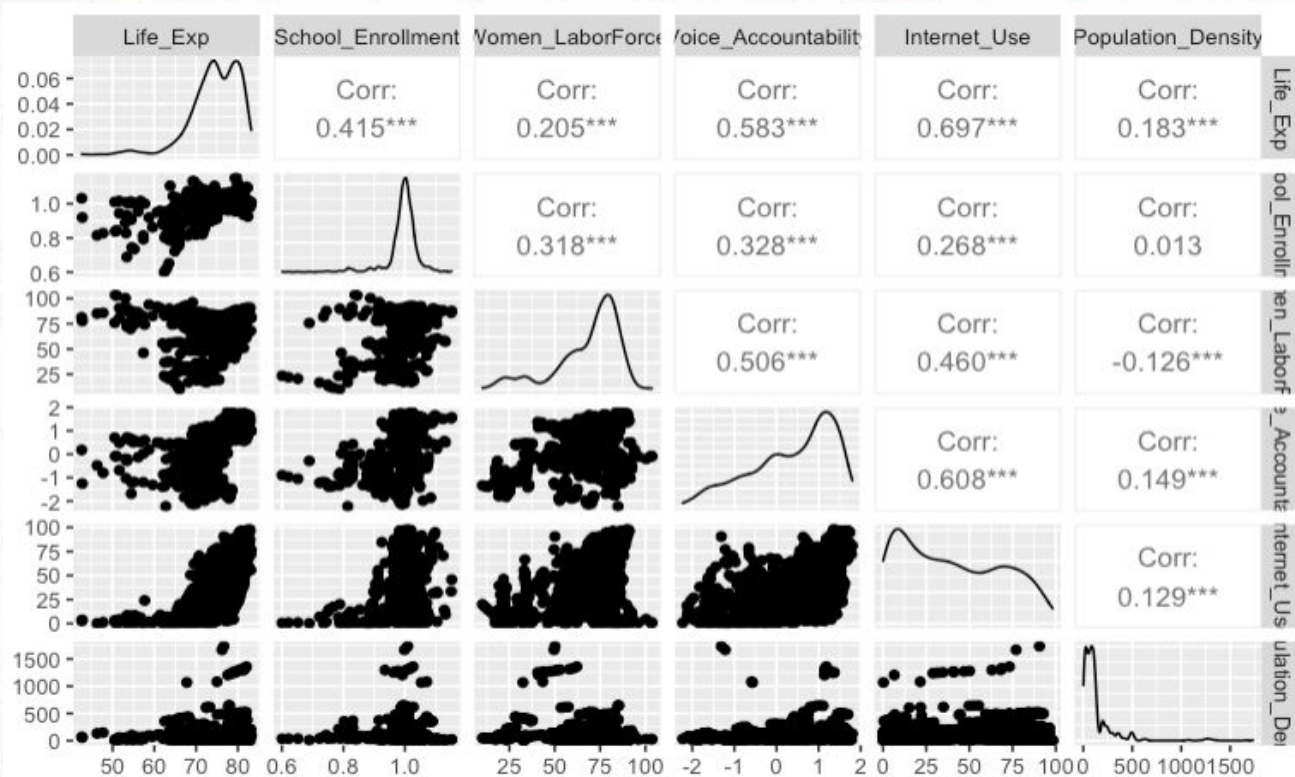 Life_Exp School_Enrollment Women_LaborForce Voice_Accountability Internet_Use Population_Density
0.06
0.04
0.02
0.00
Corr:
0.415***
Corr:
0.205***
Corr:
0.583***
Corr:
0.697***
Corr:
0.183***
Life_Exp
1.0
0.8
0.6
Corr:
0.318***
Corr:
0.328***
Corr:
0.268***
Corr:
0.013
ool_Enrollm
100
75
50
25
Corr:
0.506***
Corr:
0.460***
Corr:
-0.126***
en_LaborF
2
1
0
-1
-2
Corr:
0.608***
Corr:
0.149***
e_Accounta
100
75
50
25
0
Corr:
0.129***
nternet_Us
1500
1000
500
0
ulation_De
50 60 70 80 0.6 0.8 1.0 25 50 75 100 -2 -1 0 1 2 0 25 50 75 100 0 500 1000 1500